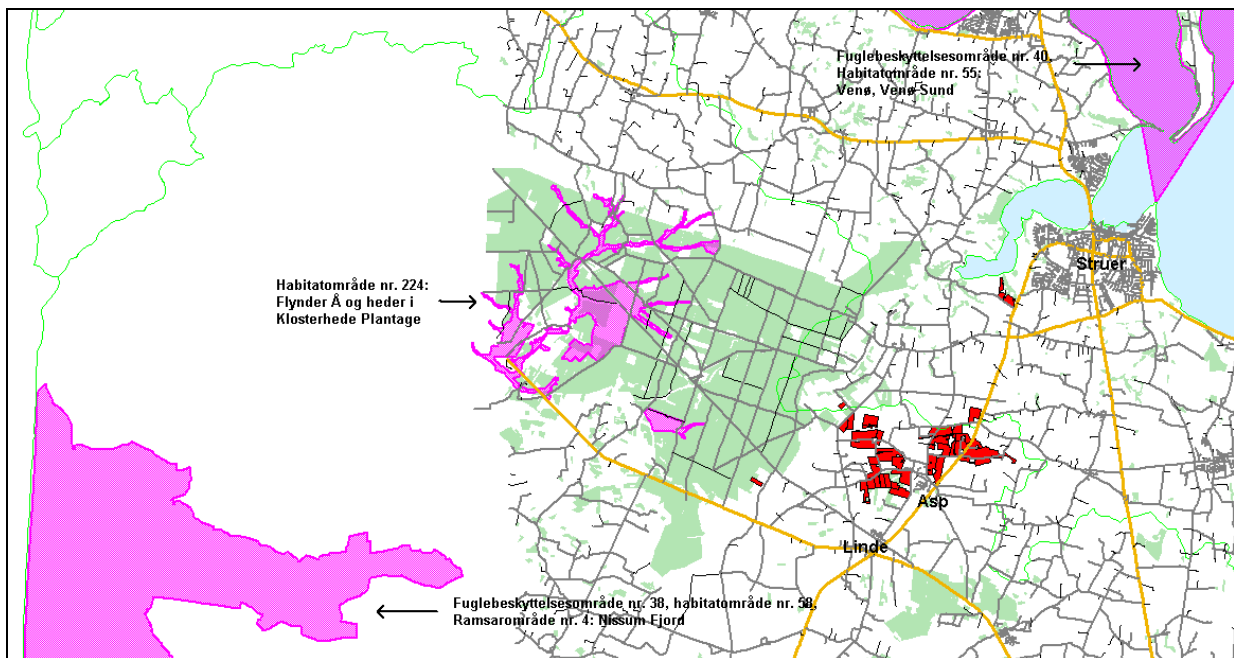 Fuglebeskyttelsesområde nr. 40,
Habitatområde nr. 55:
Venø, Venø Sund
Struer
Habitatområde nr. 224:
Flynder Å og heder i
Klosterhede Plantage
Asp
Linde
Fuglebeskyttelsesområde nr. 38, habitatområde nr. 58,
Ramsarområde nr. 4: Nissum Fjord